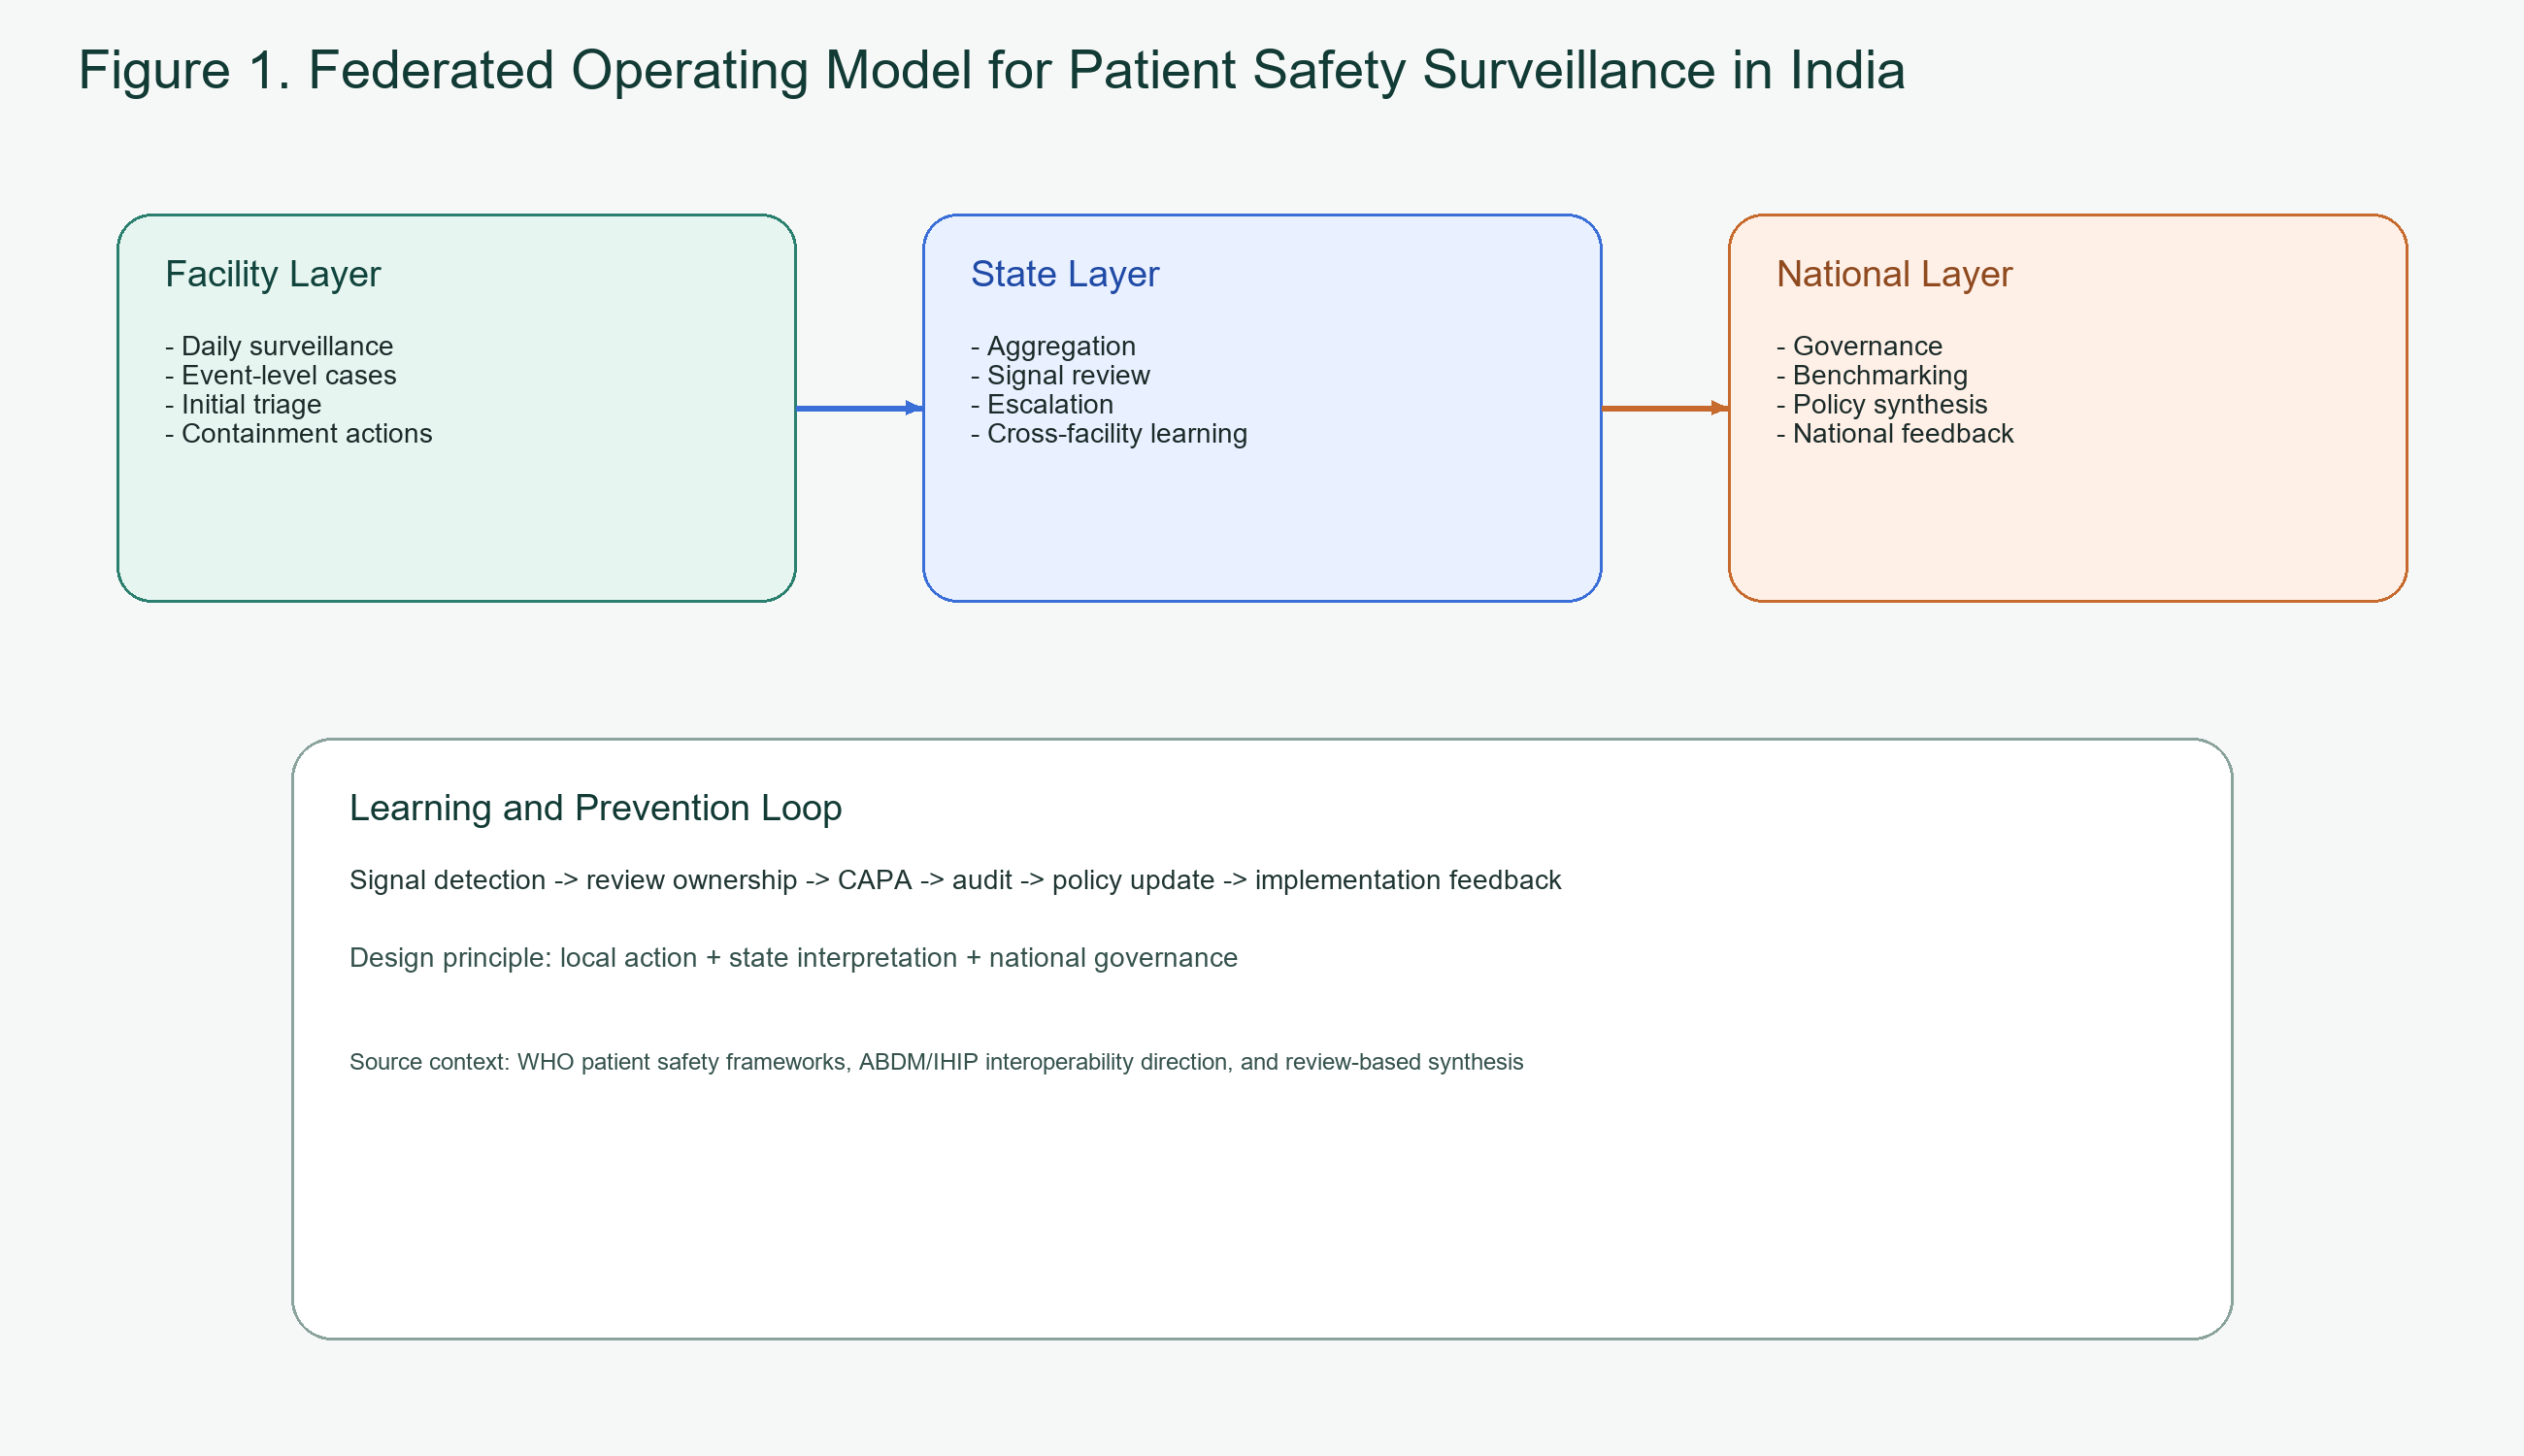 Figure 1. Federated Operating Model for Patient Safety Surveillance in India
Facility Layer
- Daily surveillance
- Event-level cases
- Initial triage
- Containment actions
State Layer
- Aggregation
- Signal review
- Escalation
- Cross-facility learning
National Layer
- Governance
- Benchmarking
- Policy synthesis
- National feedback
Learning and Prevention Loop
Signal detection -> review ownership -> CAPA -> audit -> policy update -> implementation feedback
Design principle: local action + state interpretation + national governance
Source context: WHO patient safety frameworks, ABDM/IHIP interoperability direction, and review-based synthesis